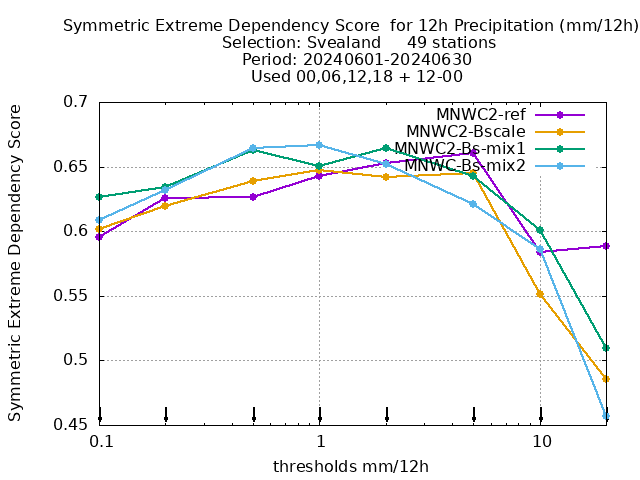 Symmetric Extreme Dependency Score  for 12h Precipitation (mm/12h)
Selection: Svealand     49 stations
Period: 20240601-20240630
Used 00,06,12,18 + 12-00
Symmetric Extreme Dependency Score
0.7
0.65
0.6
0.55
0.5
0.45
MNWC2-ref
MNWC2-Bscale
MNWC2-Bs-mix1
MNWC-Bs-mix2
0.1 1 10
thresholds mm/12h